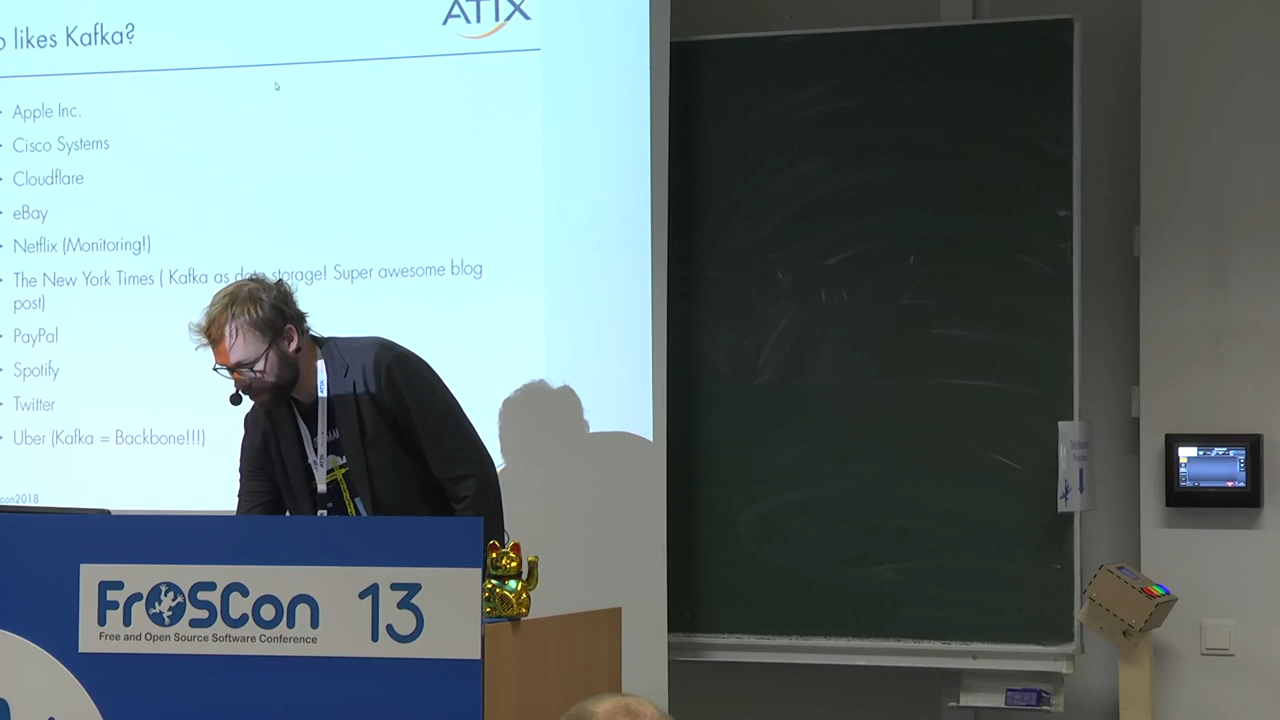 o likes Kafka?
ATIX
Apple Inc.
Cisco Systems
Cloudflare
eBay
Netflix (Monitoring!)
The New York Times ( Kafka as data storage! Super awesome blog
post)
PayPal
Spotify
Twitter
Uber (Kafka = Backbone!!!)
con2018
ATIX
FrOSCon 13
Free and Open Source Software Conference